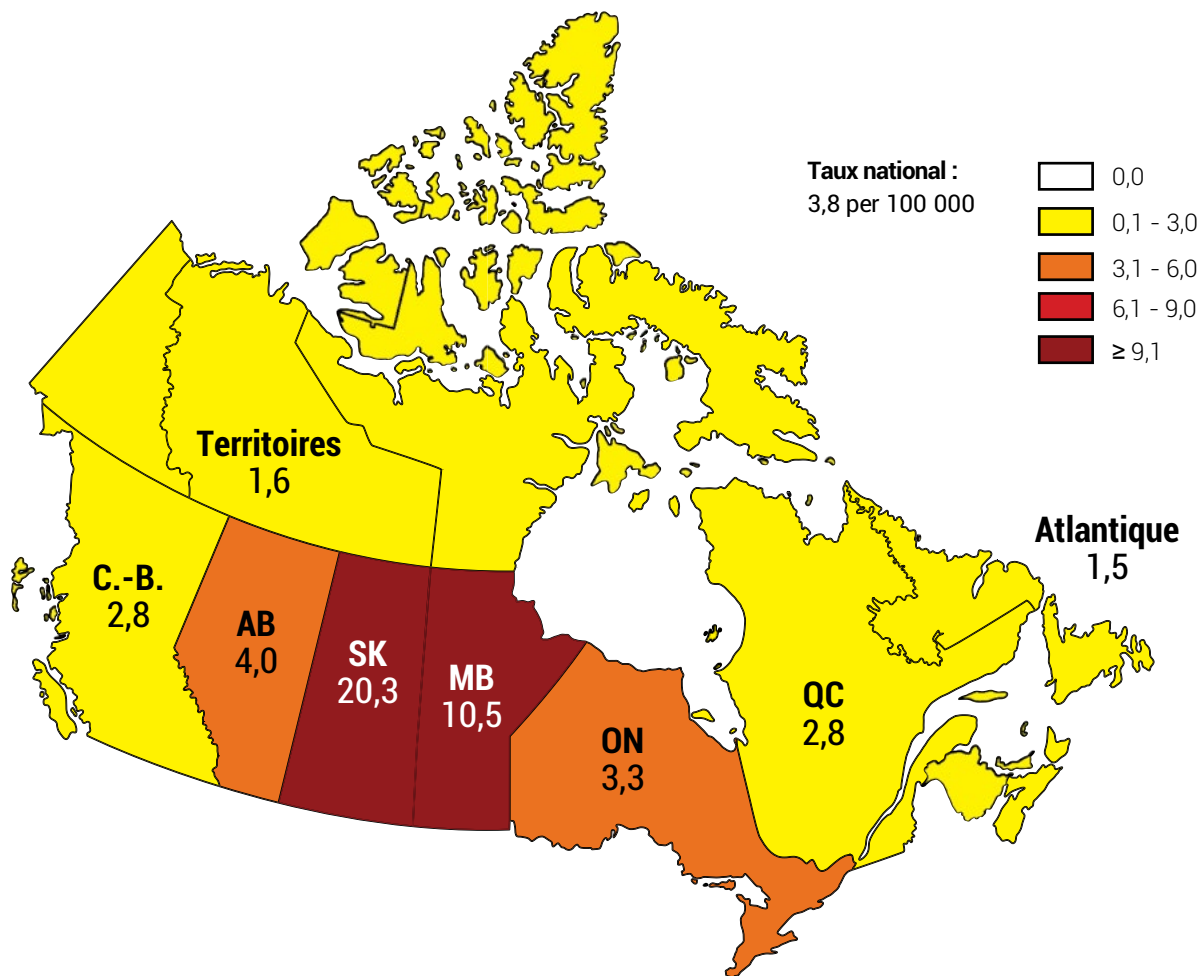 Taux national :
3,8 per 100 000
0,0
0,1 - 3,0
3,1 - 6,0
6,1 - 9,0
≥ 9,1
Territoires
1,6
Atlantique
1,5
C.-B.
2,8
AB
4,0
SK
20,3
MB
10,5
ON
3,3
QC
2,8